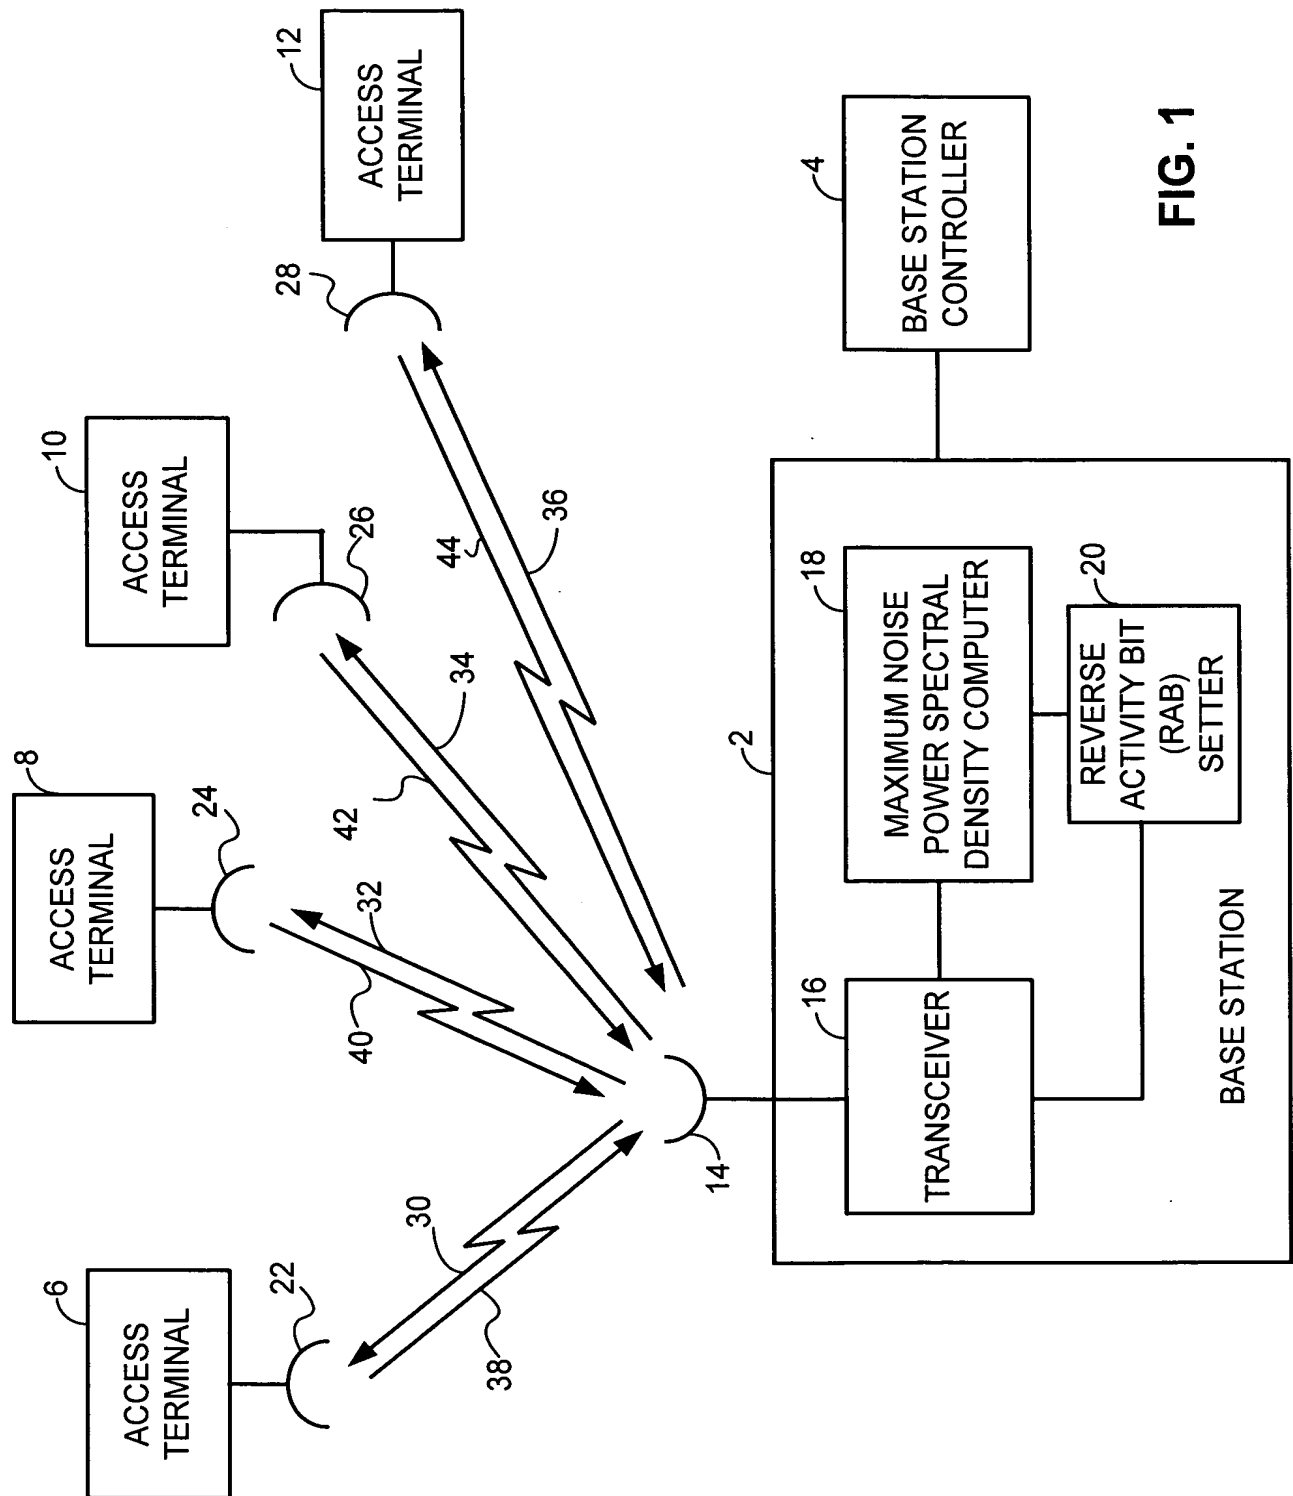 6
ACCESS
TERMINAL
22
8
ACCESS
TERMINAL
24
10
ACCESS
TERMINAL
26
12
ACCESS
TERMINAL
28
30
38
40
32
42
34
44
36
14
2
16
TRANSCEIVER
18
MAXIMUM NOISE
POWER SPECTRAL
DENSITY COMPUTER
20
REVERSE
ACTIVITY BIT
(RAB)
SETTER
BASE STATION
4
BASE STATION
CONTROLLER
FIG. 1